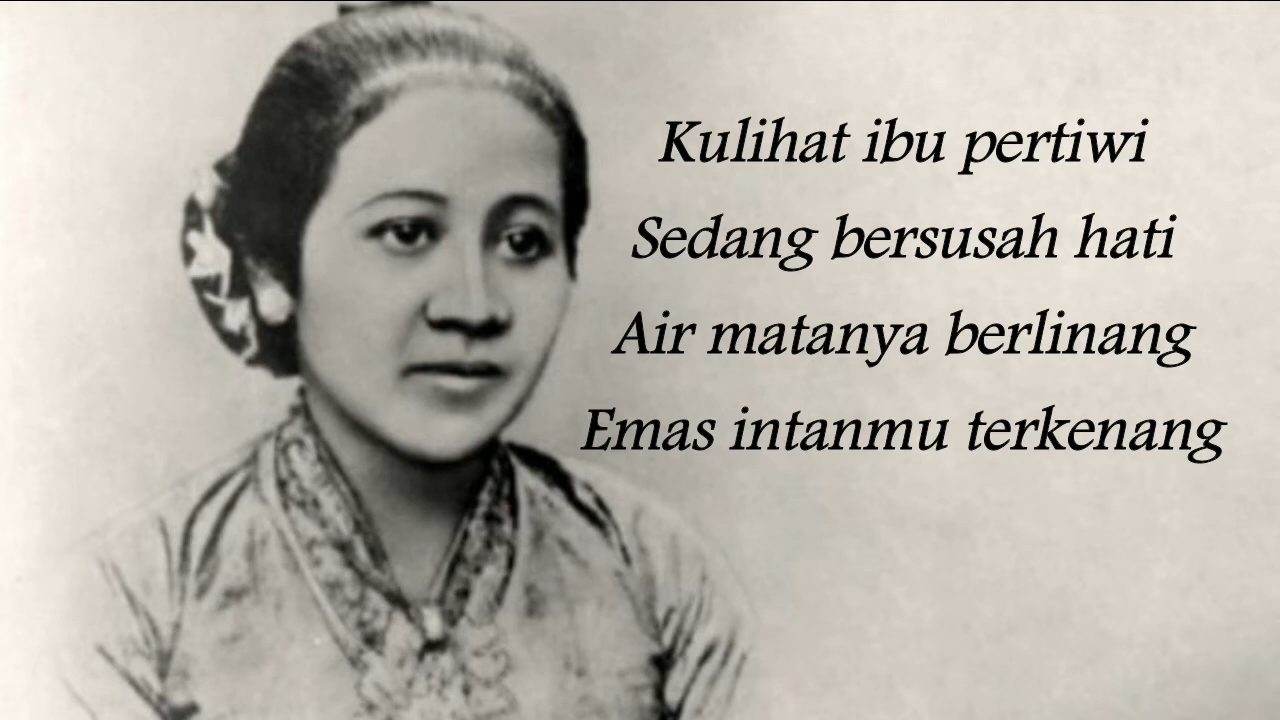 Kulihat ibu pertiwi
Sedang bersusah hati
Air matanya berlinang
Emas intanmu terkenang